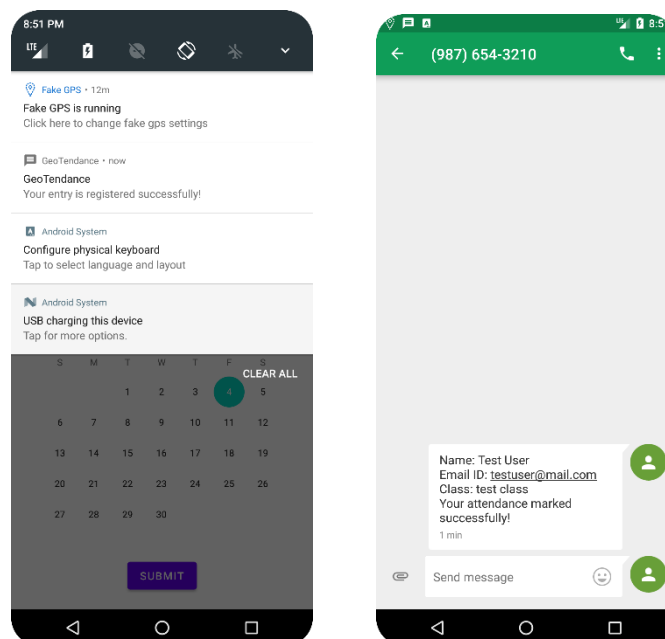 8:51 PM
LTE
Fake GPS • 12m
Fake GPS is running
Click here to change fake gps settings
GeoTendance • now
GeoTendance
Your entry is registered successfully!
Android System
Configure physical keyboard
Tap to select language and layout
Android System
USB charging this device
Tap for more options.
S M T W T F S
CLEAR ALL
1 2 3 4 5
6 7 8 9 10 11 12
13 14 15 16 17 18 19
20 21 22 23 24 25 26
27 28 29 30
SUBMIT
LTE 8:5
(987) 654-3210
Name: Test User
Email ID: testuser@mail.com
Class: test class
Your attendance marked
successfully!
1 min
Send message